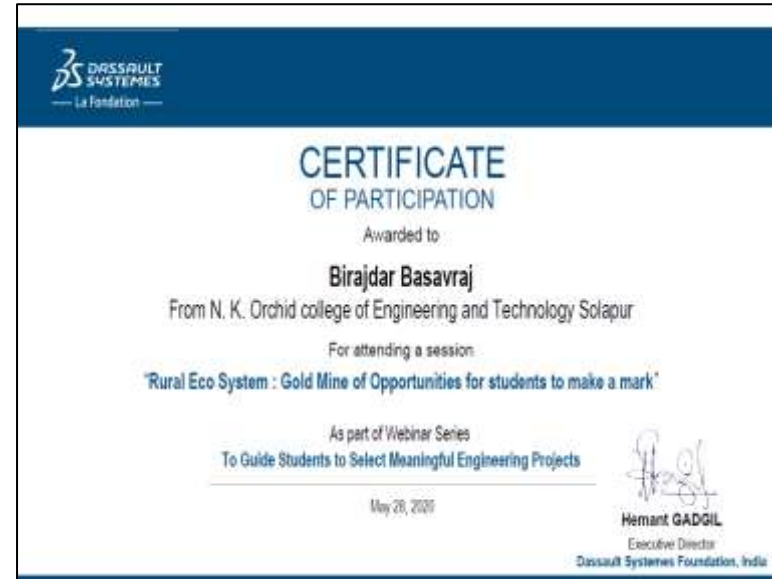 DASSAULT
SYSTEMES
La Fondation
CERTIFICATE
OF PARTICIPATION
Awarded to
Birajdar Basavraj
From N. K. Orchid college of Engineering and Technology Solapur
For attending a session
"Rural Eco System : Gold Mine of Opportunities for students to make a mark"
As part of Webinar Series
To Guide Students to Select Meaningful Engineering Projects
May 28, 2020
Hemant GADGIL
Executive Director
Dassault Systemes Foundation, India